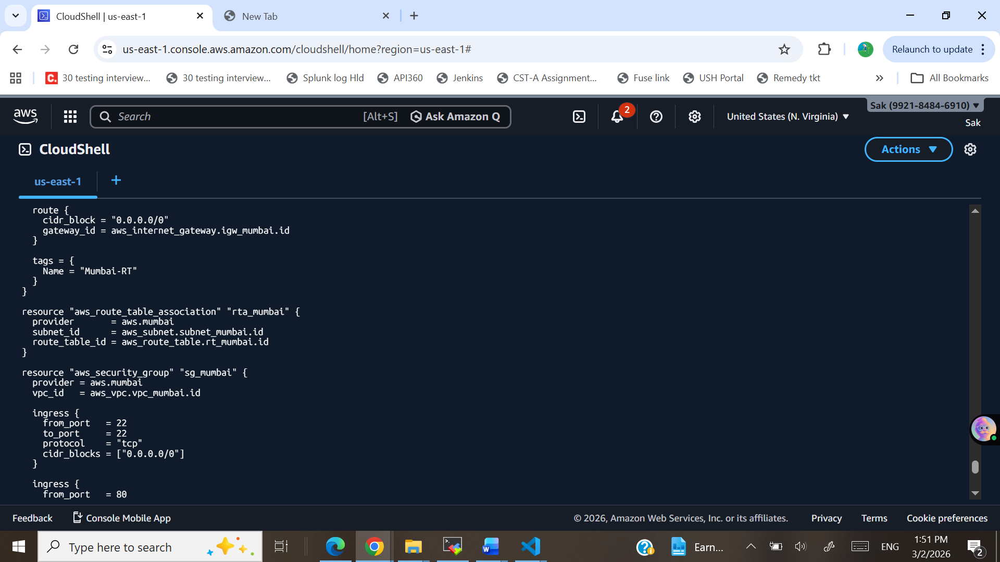 CloudShell | us-east-1
New Tab
us-east-1.console.aws.amazon.com/cloudshell/home?region=us-east-1#
Relaunch to update
C. 30 testing interview...
30 testing interview...
Splunk log Hld
API360
Jenkins
CST-A Assignment...
Fuse link
USH Portal
Remedy tkt
All Bookmarks
aws
Search
[Alt+S]
Ask Amazon Q
2
United States (N. Virginia)
Sak (9921-8484-6910)
Sak
CloudShell
Actions
us-east-1
route {
cidr_block = "0.0.0.0/0"
gateway_id = aws_internet_gateway.igw_mumbai.id
}
tags = {
Name = "Mumbai-RT"
}
}
resource "aws_route_table_association" "rta_mumbai" {
provider       = aws.mumbai
subnet_id      = aws_subnet.subnet_mumbai.id
route_table_id = aws_route_table.rt_mumbai.id
}
resource "aws_security_group" "sg_mumbai" {
provider = aws.mumbai
vpc_id   = aws_vpc.vpc_mumbai.id
ingress {
from_port   = 22
to_port     = 22
protocol    = "tcp"
cidr_blocks = ["0.0.0.0/0"]
}
ingress {
from_port   = 80
Feedback
Console Mobile App
© 2026, Amazon Web Services, Inc. or its affiliates.
Privacy
Terms
Cookie preferences
Type here to search
Earn...
ENG
1:51 PM
3/2/2026
2